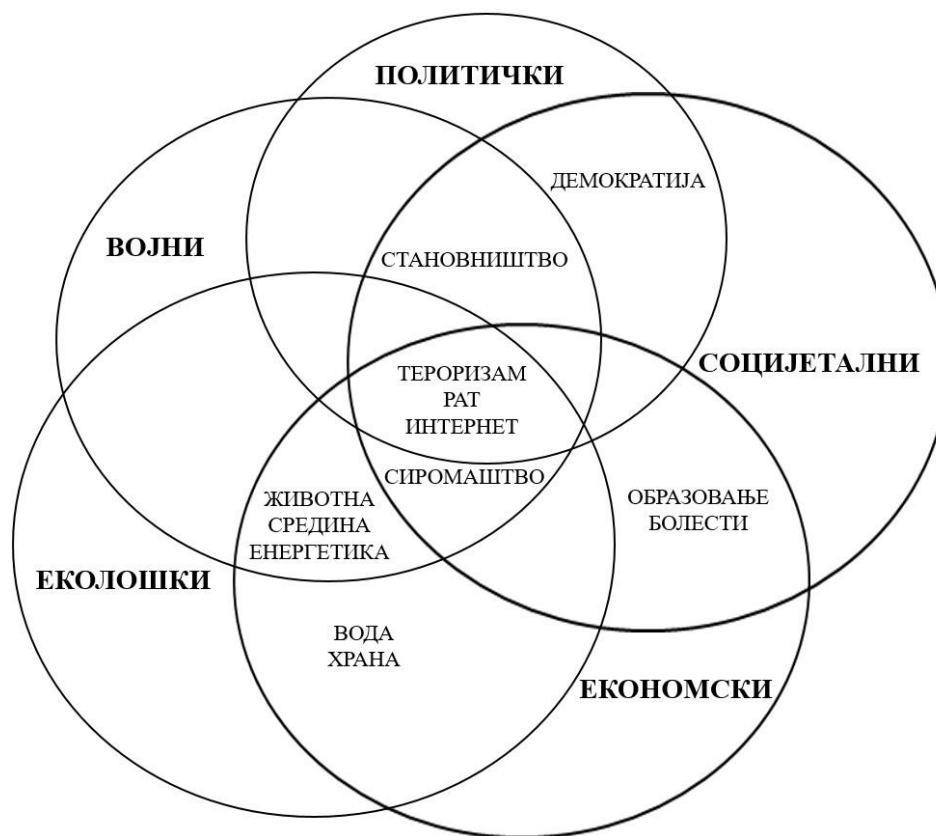 ПОЛИТИЧКИ
ДЕМОКРАТИЈА
ВОЈНИ
СТАНОВНИШТВО
СОЦИЈЕТАЛНИ
ТЕРОРИЗАМ
РАТ
ИНТЕРНЕТ
СИРОМАШТВО
ЖИВОТНА
СРЕДИНА
ЕНЕРГЕТИКА
ОБРАЗОВАЊЕ
БОЛЕСТИ
ЕКОЛОШКИ
ВОДА
ХРАНА
ЕКОНОМСКИ